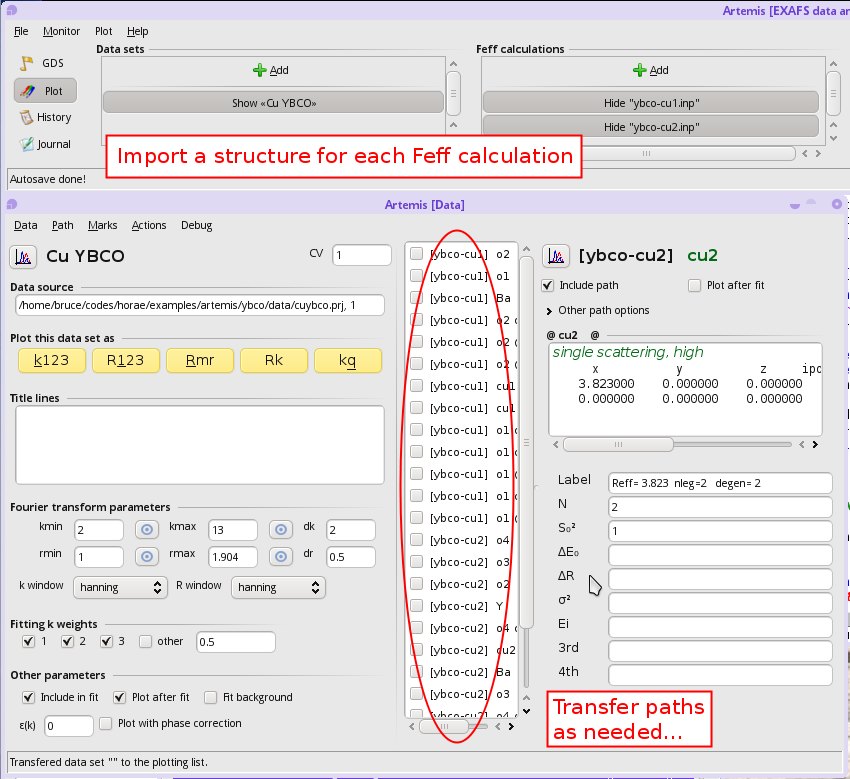 Artemis [EXAFS data an
File Monitor Plot Help
GDS
Plot
History
Journal
Data sets
Add
Show «Cu YBCO»
Feff calculations
Add
Hide "ybco-cu1.inp"
Hide "ybco-cu2.inp"
Import a structure for each Feff calculation
Autosave done!
Artemis [Data]
Data Path Marks Actions Debug
Cu YBCO
CV 1
Data source
/home/bruce/codes/horae/examples/artemis/ybco/data/cuybco.prj, 1
Plot this data set as
k123 R123 Rmr Rk kq
Title lines
Fourier transform parameters
kmin 2 kmax 13 dk 2
rmin 1 rmax 1.904 dr 0.5
k window hanning R window hanning
Fitting k weights
1 2 3 other 0.5
Other parameters
Include in fit Plot after fit Fit background
ε(k) 0 Plot with phase correction
[ybco-cu1] o2
[ybco-cu1] o1
[ybco-cu1] Ba
[ybco-cu1] o2
[ybco-cu1] o2
[ybco-cu1] o2
[ybco-cu1] cu1
[ybco-cu1] cu1
[ybco-cu1] o1
[ybco-cu1] o1
[ybco-cu1] o1
[ybco-cu1] o1
[ybco-cu1] o1
[ybco-cu2] o4
[ybco-cu2] o3
[ybco-cu2] o2
[ybco-cu2] Y
[ybco-cu2] o4
[ybco-cu2] cu2
[ybco-cu2] Ba
[ybco-cu2] o3
[ybco-cu2] o4
[ybco-cu2] cu2
Include path Plot after fit
Other path options
@ cu2 @
single scattering, high
x y z ipo
3.823000 0.000000 0.000000
0.000000 0.000000 0.000000
Label Reff= 3.823 nleg=2 degen= 2
N 2
S₀² 1
ΔE₀
ΔR
σ²
Ei
3rd
4th
Transfer paths
as needed...
Transfered data set "" to the plotting list.